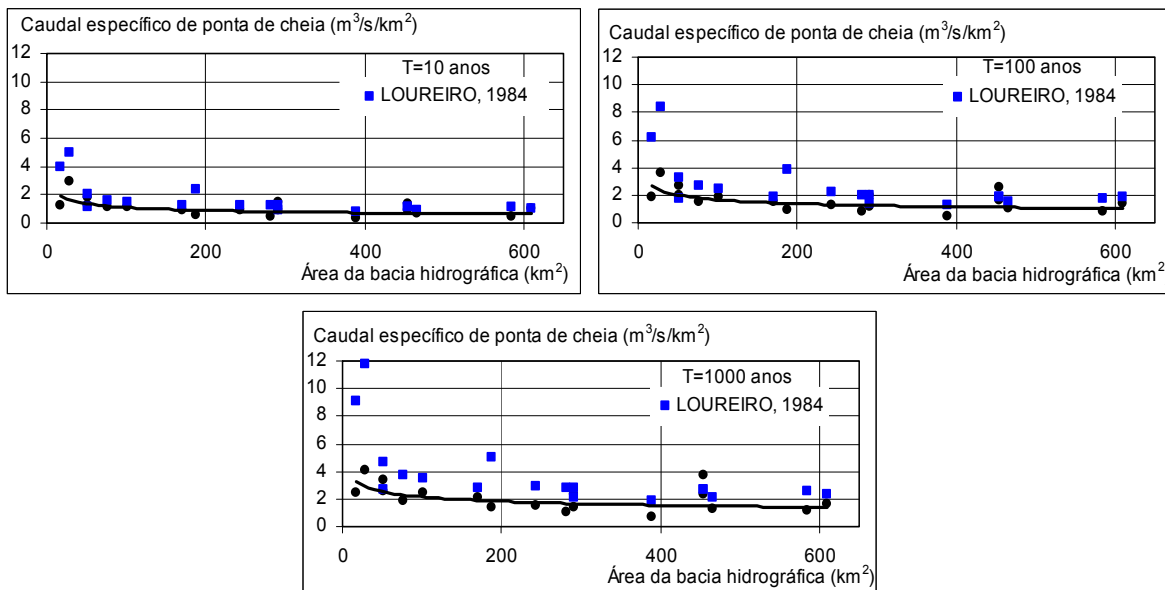 Caudal específico de ponta de cheia (m³/s/km²)
12
10
8
6
4
2
0
T=10 anos
LOUREIRO, 1984
0 200 400 600
Área da bacia hidrográfica (km²)
Caudal específico de ponta de cheia (m³/s/km²)
12
10
8
6
4
2
0
T=100 anos
LOUREIRO, 1984
0 200 400 600
Área da bacia hidrográfica (km²)
Caudal específico de ponta de cheia (m³/s/km²)
12
10
8
6
4
2
0
T=1000 anos
LOUREIRO, 1984
0 200 400 600
Área da bacia hidrográfica (km²)